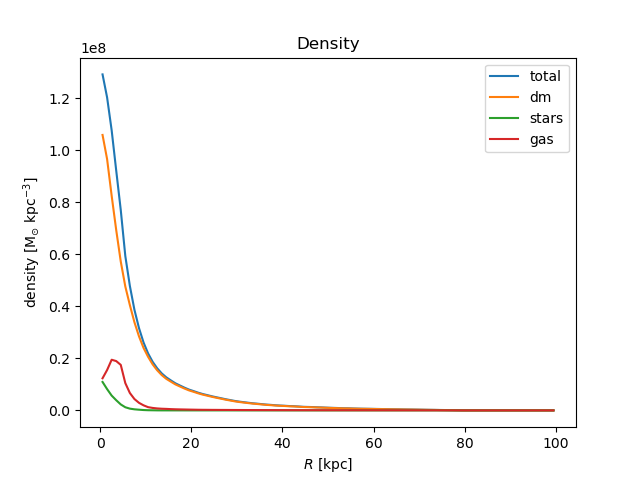 Density
1e8
total
dm
stars
gas
1.2
1.0
0.8
0.6
0.4
0.2
0.0
density [M☉ kpc⁻³]
0 20 40 60 80 100
R [kpc]